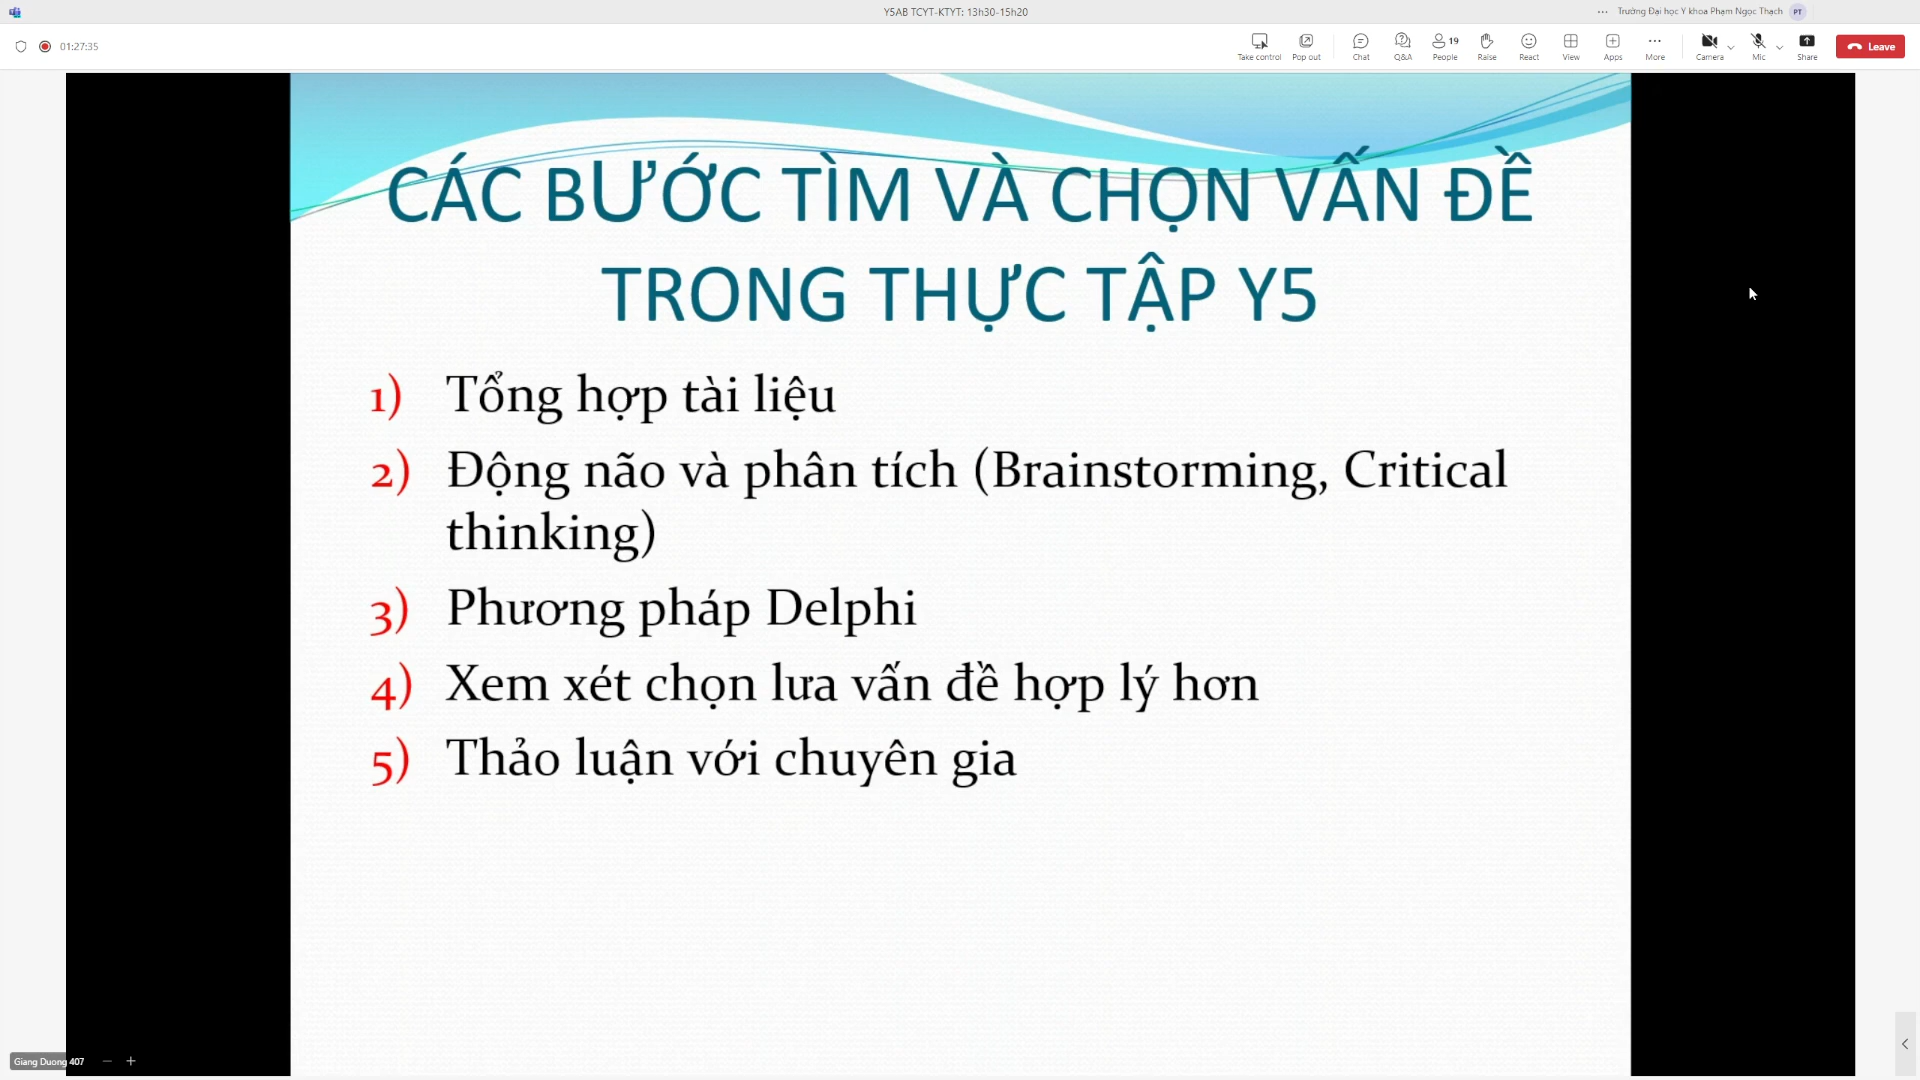 Y5AB TCYT-KTYT: 13h30-15h20
Trường Đại học Y khoa Phạm Ngọc Thạch PT
01:27:35
Take control Pop out Chat Q&A 19 People Raise React View Apps More Camera Mic Share Leave
CÁC BƯỚC TÌM VÀ CHỌN VẤN ĐỀ
TRONG THỰC TẬP Y5
1) Tổng hợp tài liệu
2) Động não và phân tích (Brainstorming, Critical
thinking)
3) Phương pháp Delphi
4) Xem xét chọn lưa vấn đề hợp lý hơn
5) Thảo luận với chuyên gia
Giang Duong 407